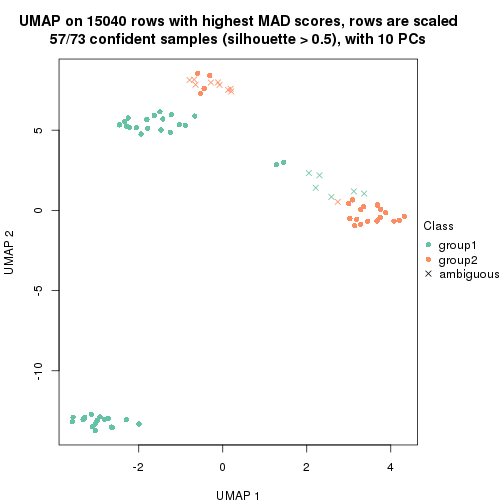 UMAP on 15040 rows with highest MAD scores, rows are scaled
57/73 confident samples (silhouette > 0.5), with 10 PCs
5
0
-5
-10
UMAP 2
-2
0
2
4
UMAP 1
Class
group1
group2
ambiguous